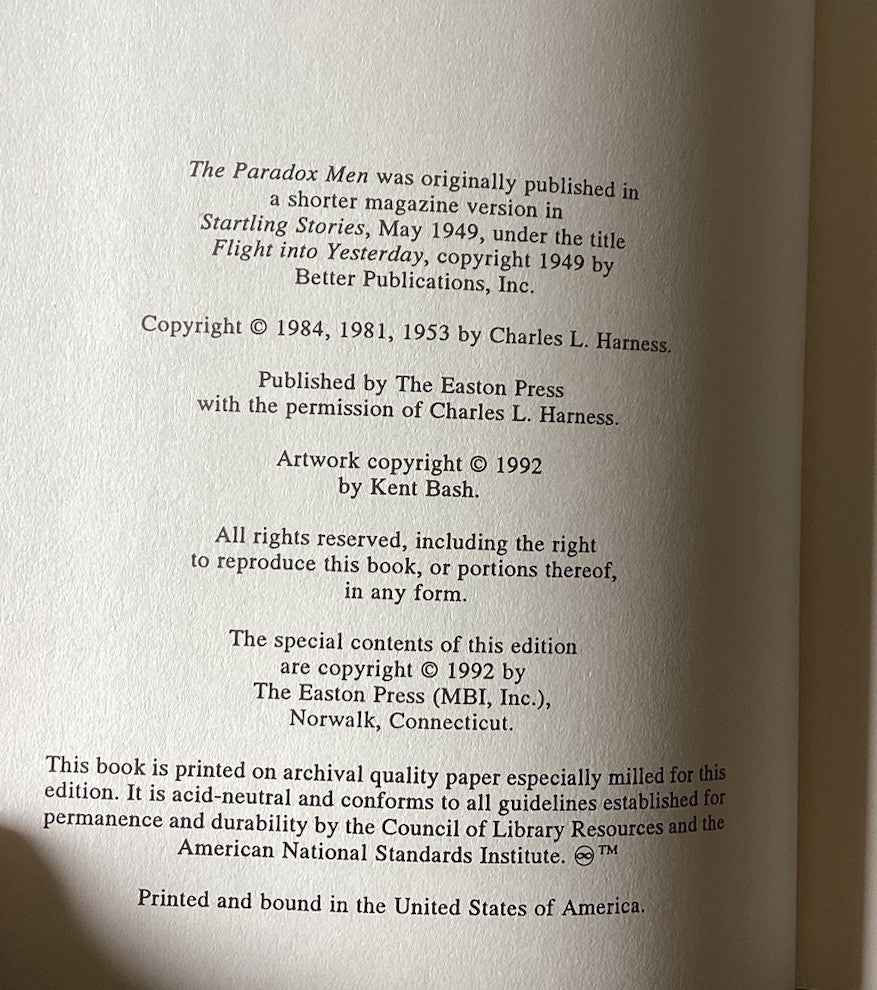 The Paradox Men was originally published in
a shorter magazine version in
Startling Stories, May 1949, under the title
Flight into Yesterday, copyright 1949 by
Better Publications, Inc.
Copyright © 1984, 1981, 1953 by Charles L. Harness.
Published by The Easton Press
with the permission of Charles L. Harness.
Artwork copyright © 1992
by Kent Bash.
All rights reserved, including the right
to reproduce this book, or portions thereof,
in any form.
The special contents of this edition
are copyright © 1992 by
The Easton Press (MBI, Inc.),
Norwalk, Connecticut.
This book is printed on archival quality paper especially milled for this
edition. It is acid-neutral and conforms to all guidelines established for
permanence and durability by the Council of Library Resources and the
American National Standards Institute. ♾™
Printed and bound in the United States of America.